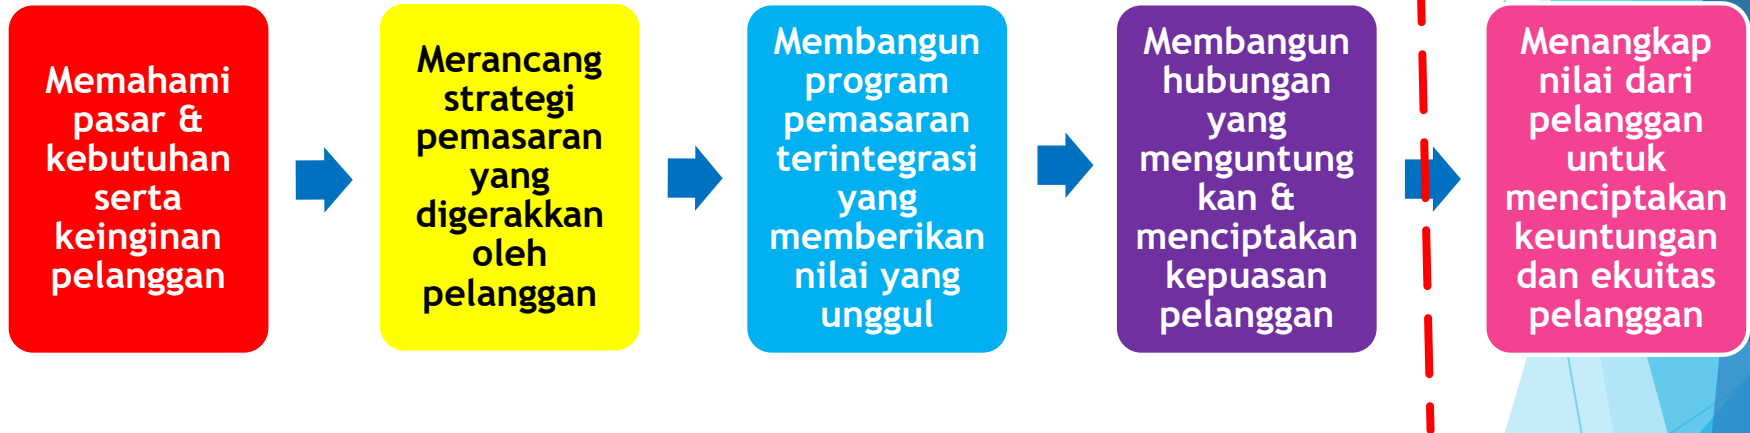 Memahami
pasar &
kebutuhan
serta
keinginan
pelanggan
Merancang
strategi
pemasaran
yang
digerakkan
oleh
pelanggan
Membangun
program
pemasaran
terintegrasi
yang
memberikan
nilai yang
unggul
Membangun
hubungan
yang
menguntung
kan &
menciptakan
kepuasan
pelanggan
Menangkap
nilai dari
pelanggan
untuk
menciptakan
keuntungan
dan ekuitas
pelanggan